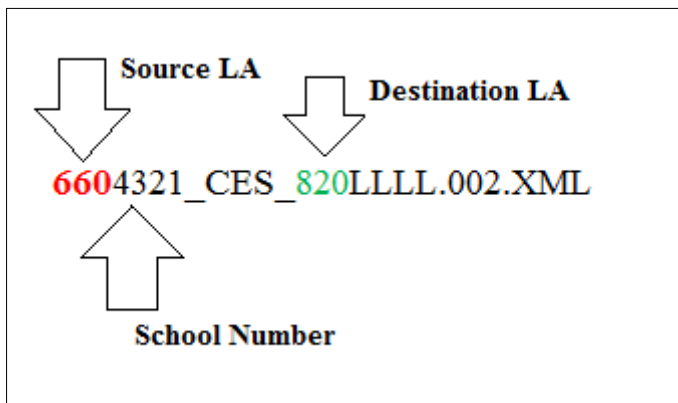 Source LA
Destination LA
6604321_CES_820LLLL.002.XML
School Number